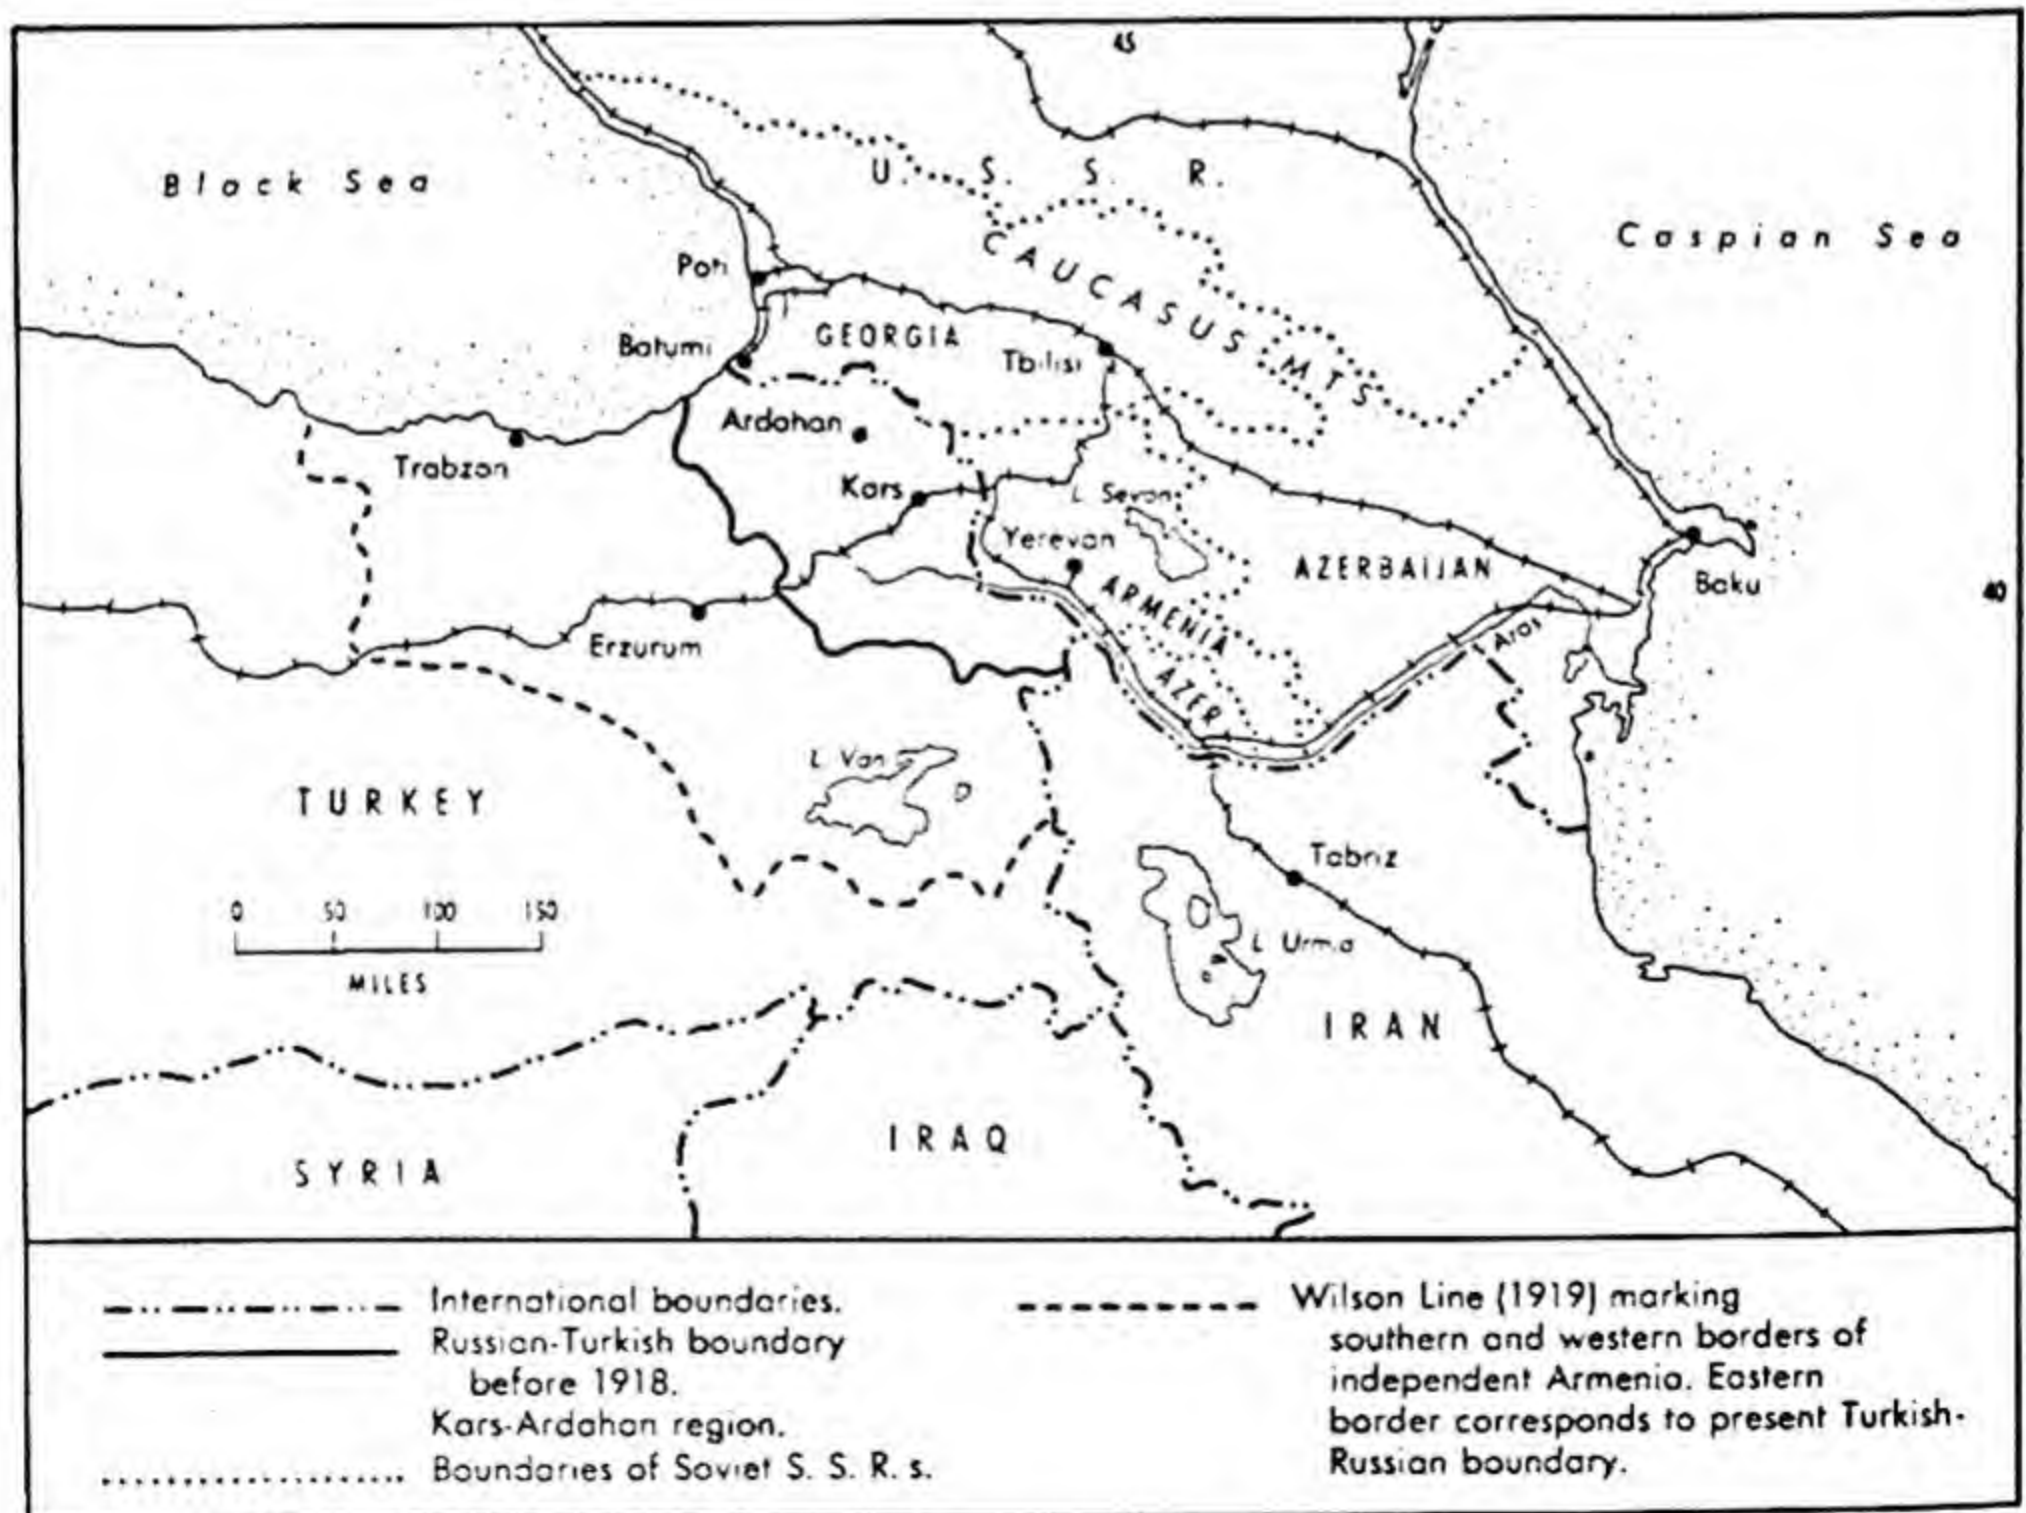 45
Black Sea
U. S. S. R.
Caspian Sea
CAUCASUS MTS
Poti
Batumi
GEORGIA
Tbilisi
Ardahan
Trabzon
Kars
L. Sevan
Yerevan
AZERBAIJAN
Baku
40
ARMENIA
Aras
Erzurum
AZER
L. Van
TURKEY
Tabriz
0 50 100 150
MILES
L. Urmia
IRAN
IRAQ
SYRIA
International boundaries.
Russian-Turkish boundary
before 1918.
Kars-Ardahan region.
Boundaries of Soviet S. S. R. s.
Wilson Line (1919) marking
southern and western borders of
independent Armenia. Eastern
border corresponds to present Turkish-
Russian boundary.